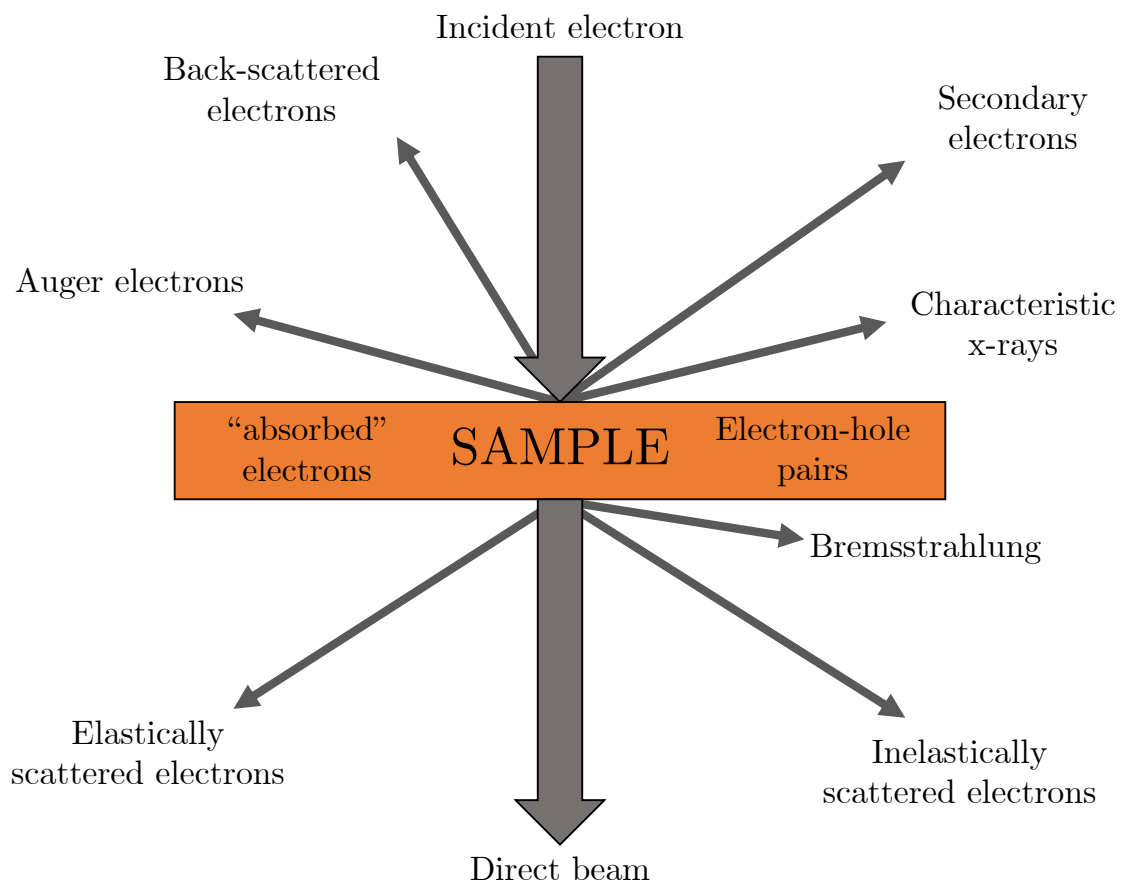 Incident electron
Back-scattered
electrons
Secondary
electrons
Auger electrons
Characteristic
x-rays
“absorbed”
electrons
SAMPLE
Electron-hole
pairs
Bremsstrahlung
Elastically
scattered electrons
Inelastically
scattered electrons
Direct beam